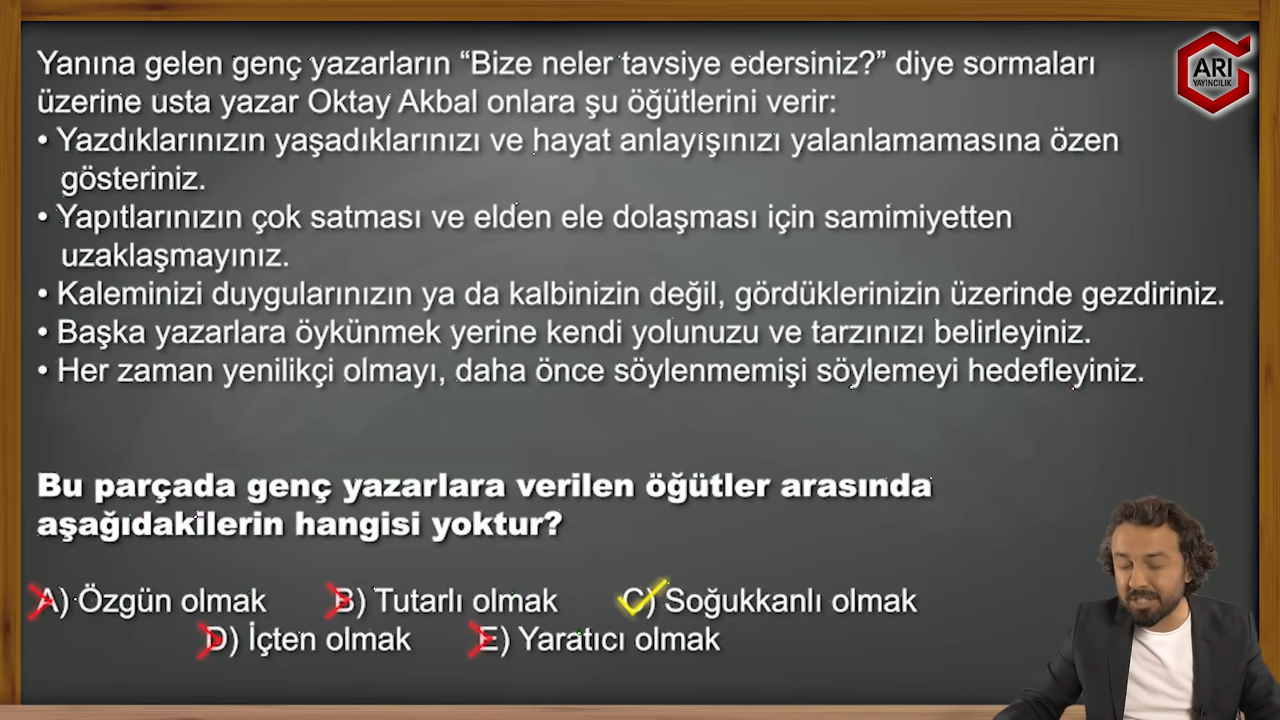 Yanına gelen genç yazarların “Bize neler tavsiye edersiniz?” diye sormaları
üzerine usta yazar Oktay Akbal onlara şu öğütlerini verir:
• Yazdıklarınızın yaşadıklarınızı ve hayat anlayışınızı yalanlamamasına özen
gösteriniz.
• Yapıtlarınızın çok satması ve elden ele dolaşması için samimiyetten
uzaklaşmayınız.
• Kaleminizi duygularınızın ya da kalbinizin değil, gördüklerinizin üzerinde gezdiriniz.
• Başka yazarlara öykünmek yerine kendi yolunuzu ve tarzınızı belirleyiniz.
• Her zaman yenilikçi olmayı, daha önce söylenmemişi söylemeyi hedefleyiniz.
Bu parçada genç yazarlara verilen öğütler arasında
aşağıdakilerin hangisi yoktur?
A) Özgün olmak B) Tutarlı olmak C) Soğukkanlı olmak
D) İçten olmak E) Yaratıcı olmak
ARI
YAYINCILIK